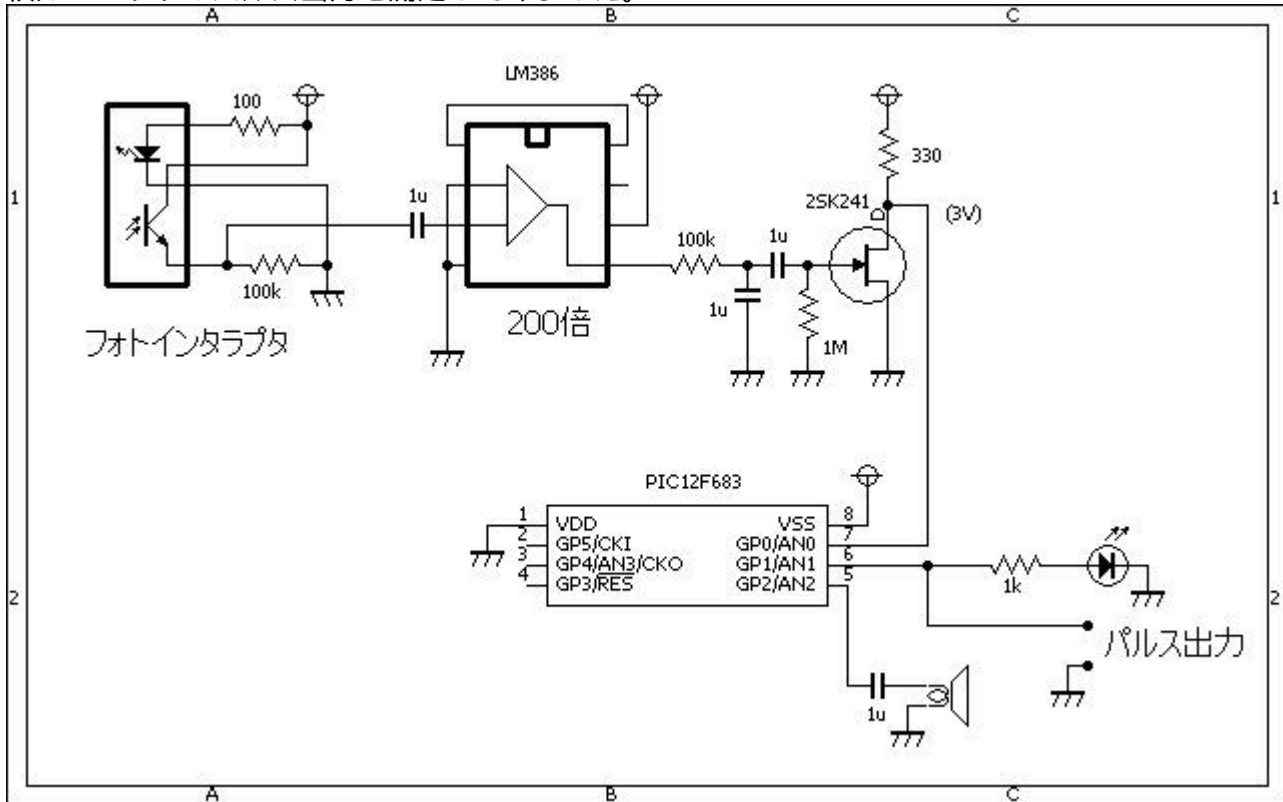 A B C
LM386
100
330
1
1u
2SK241
D
(3V)
1
100k
1u
100k
1u
1M
フォトインタラプタ
200倍
PIC12F683
1 VDD VSS 8
2 GP5/CKI GP0/AN0 7
3 GP4/AN3/CKO GP1/AN1 6
4 GP3/RES GP2/AN2 5
1k
2
2
パルス出力
1u
A B C